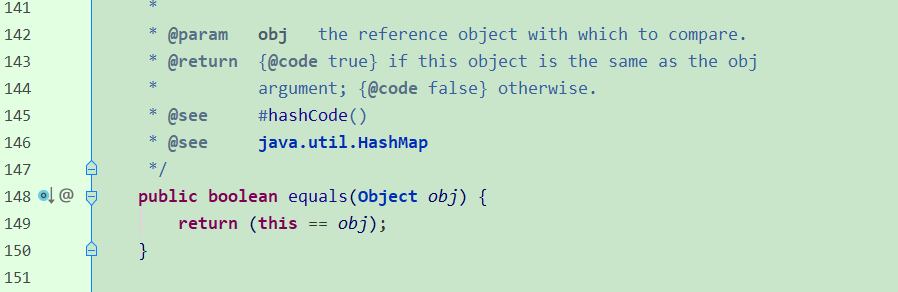 141 *
142 * @param   obj   the reference object with which to compare.
143 * @return  {@code true} if this object is the same as the obj
144 *          argument; {@code false} otherwise.
145 * @see     #hashCode()
146 * @see     java.util.HashMap
147 */
148 @ public boolean equals(Object obj) {
149     return (this == obj);
150 }
151